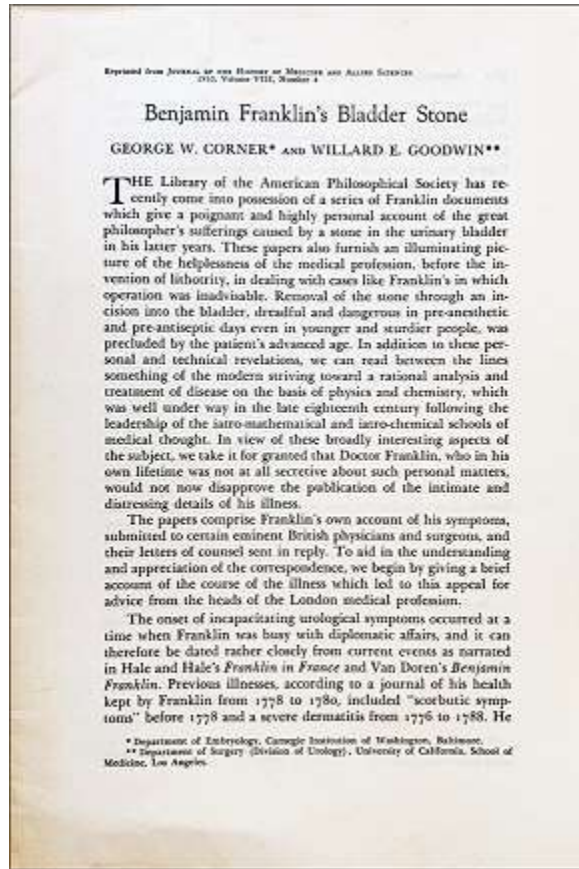 Reprinted from JOURNAL OF THE HISTORY OF MEDICINE AND ALLIED SCIENCES
1953, Volume VIII, Number 4
Benjamin Franklin's Bladder Stone
GEORGE W. CORNER* AND WILLARD E. GOODWIN**
THE Library of the American Philosophical Society has re-
cently come into possession of a series of Franklin documents
which give a poignant and highly personal account of the great
philosopher's sufferings caused by a stone in the urinary bladder
in his latter years. These papers also furnish an illuminating pic-
ture of the helplessness of the medical profession, before the in-
vention of lithotrity, in dealing with cases like Franklin's in which
operation was inadvisable. Removal of the stone through an in-
cision into the bladder, dreadful and dangerous in pre-anesthetic
and pre-antiseptic days even in younger and sturdier people, was
precluded by the patient's advanced age. In addition to these per-
sonal and technical revelations, we can read between the lines
something of the modern striving toward a rational analysis and
treatment of disease on the basis of physics and chemistry, which
was well under way in the late eighteenth century following the
leadership of the iatro-mathematical and iatro-chemical schools of
medical thought. In view of these broadly interesting aspects of
the subject, we take it for granted that Doctor Franklin, who in his
own lifetime was not at all secretive about such personal matters,
would not now disapprove the publication of the intimate and
distressing details of his illness.
The papers comprise Franklin's own account of his symptoms,
submitted to certain eminent British physicians and surgeons, and
their letters of counsel sent in reply. To aid in the understanding
and appreciation of the correspondence, we begin by giving a brief
account of the course of the illness which led to this appeal for
advice from the heads of the London medical profession.
The onset of incapacitating urological symptoms occurred at a
time when Franklin was busy with diplomatic affairs, and it can
therefore be dated rather closely from current events as narrated
in Hale and Hale's Franklin in France and Van Doren's Benjamin
Franklin. Previous illnesses, according to a journal of his health
kept by Franklin from 1778 to 1780, included "scorbutic symp-
toms" before 1778 and a severe dermatitis from 1776 to 1788. He
* Department of Embryology, Carnegie Institution of Washington, Baltimore.
** Department of Surgery (Division of Urology), University of California, School of
Medicine, Los Angeles.